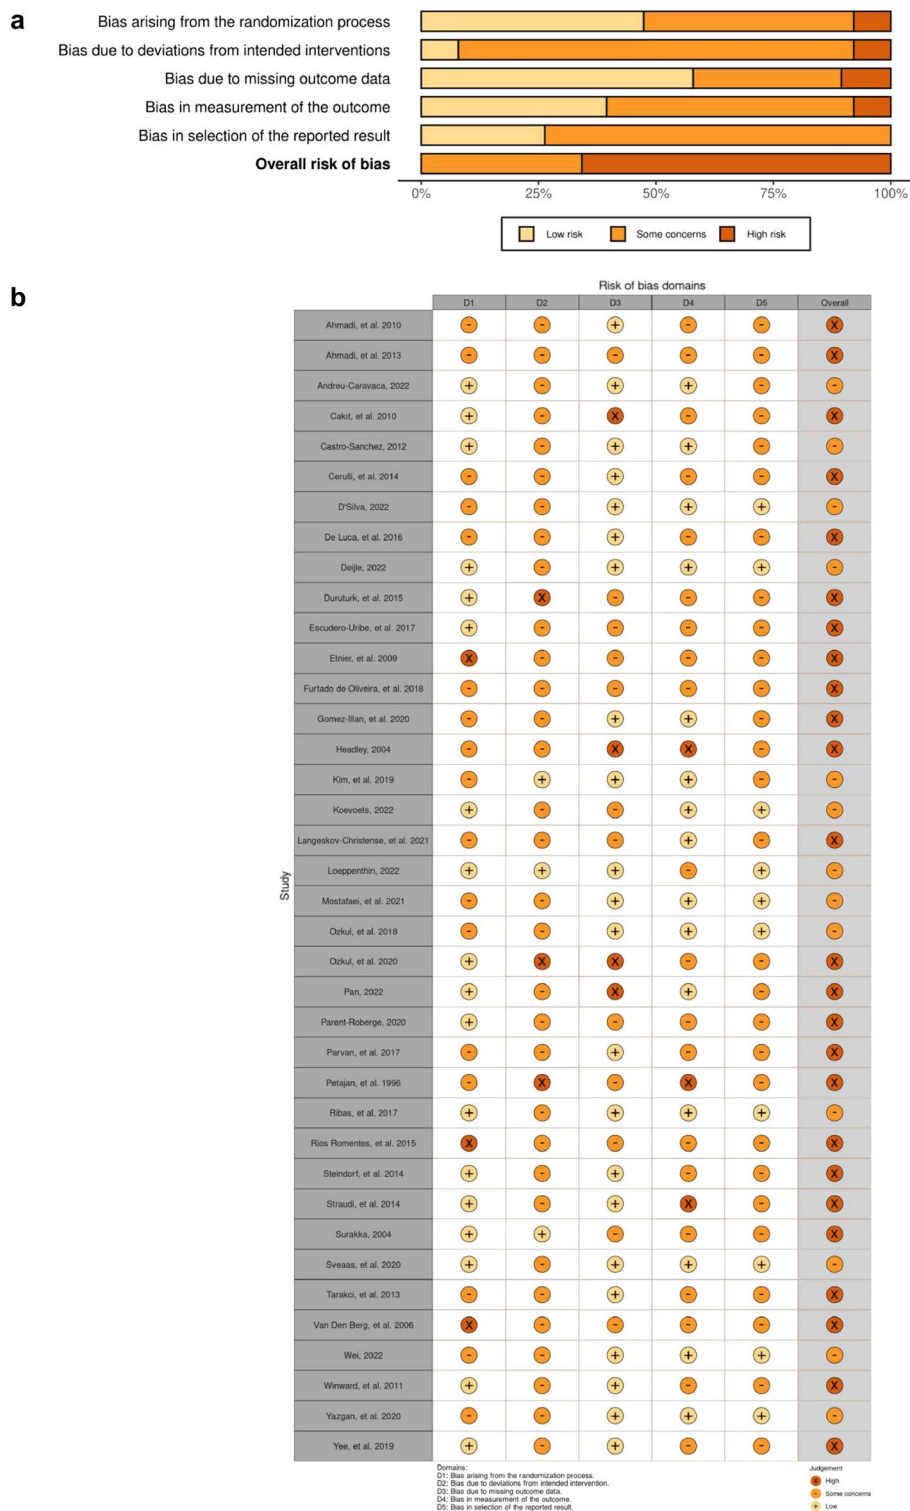 a
Bias arising from the randomization process
Bias due to deviations from intended interventions
Bias due to missing outcome data
Bias in measurement of the outcome
Bias in selection of the reported result
Overall risk of bias
0% 25% 50% 75% 100%
Low risk Some concerns High risk
b
Risk of bias domains
D1 D2 D3 D4 D5 Overall
Study
Ahmadi, et al. 2010 - - + - - X
Ahmadi, et al. 2013 - - - - - X
Andreu-Caravaca, 2022 + - + + - -
Cakıt, et al. 2010 + - X - - X
Castro-Sanchez, 2012 + - + + - -
Cerulli, et al. 2014 - - + - - X
D'Silva, 2022 - - + + + -
De Luca, et al. 2016 - - + - - X
Deijle, 2022 + - + + + -
Duruturk, et al. 2015 + X - - - X
Escudero-Uribe, et al. 2017 + - - - - X
Etnier, et al. 2009 X - - - - X
Furtado de Oliveira, et al. 2018 - - - - - X
Gomez-Illan, et al. 2020 - - + + - X
Headley, 2004 - - X X - X
Kim, et al. 2019 - + + + - -
Koevoets, 2022 + - - + + -
Langeskov-Christense, et al. 2021 - - - + - X
Loeppenthin, 2022 + + + - + -
Mostafaei, et al. 2021 - - + + + -
Ozkul, et al. 2018 - - + + + -
Ozkul, et al. 2020 + X X - - X
Pan, 2022 + - X + - X
Parent-Roberge, 2020 + - - - - X
Parvan, et al. 2017 - - + - - X
Petajan, et al. 1996 - X - X - X
Ribas, et al. 2017 + - + + + -
Rios Romentes, et al. 2015 X - - - - X
Steindorf, et al. 2014 + - + - - X
Straudi, et al. 2014 + - + X - X
Surakka, 2004 + + - - - X
Sveaas, et al. 2020 + - + + + -
Tarakci, et al. 2013 - - + - - X
Van Den Berg, et al. 2006 X - - - - X
Wei, 2022 - - + + + -
Winward, et al. 2011 + - + - - X
Yazgan, et al. 2020 - - + + + -
Yee, et al. 2019 + - + - - X
Domains:
D1: Bias arising from the randomization process.
D2: Bias due to deviations from intended intervention.
D3: Bias due to missing outcome data.
D4: Bias in measurement of the outcome.
D5: Bias in selection of the reported result.
Judgement
X High
- Some concerns
+ Low